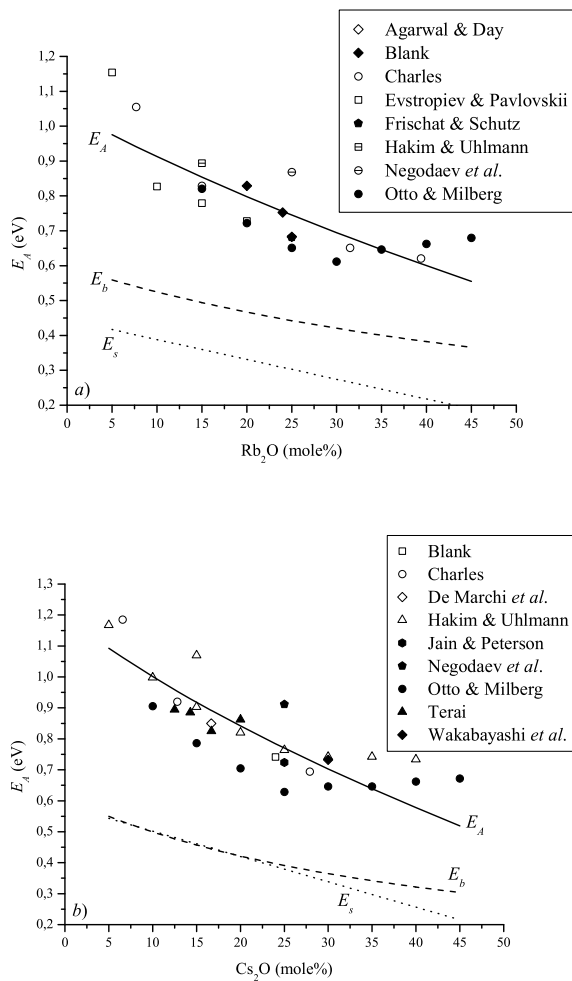 Agarwal & Day
Blank
Charles
Evstropiev & Pavlovskii
Frischat & Schutz
Hakim & Uhlmann
Negodaev et al.
Otto & Milberg
1,2
1,1
1,0
0,9
0,8
0,7
0,6
0,5
0,4
0,3
0,2
E_A (eV)
E_A
E_b
E_s
a)
0 5 10 15 20 25 30 35 40 45 50
Rb₂O (mole%)
Blank
Charles
De Marchi et al.
Hakim & Uhlmann
Jain & Peterson
Negodaev et al.
Otto & Milberg
Terai
Wakabayashi et al.
1,3
1,2
1,1
1,0
0,9
0,8
0,7
0,6
0,5
0,4
0,3
0,2
E_A (eV)
E_A
E_b
E_s
b)
0 5 10 15 20 25 30 35 40 45 50
Cs₂O (mole%)